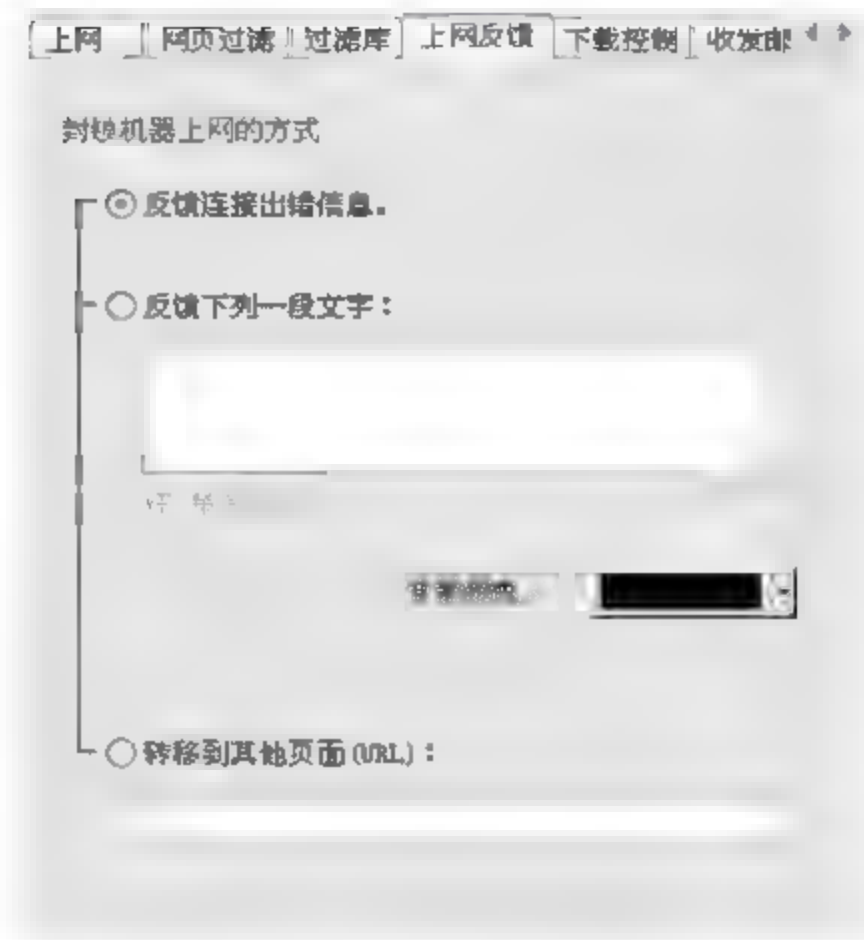 上网 网页过滤 过滤库 上网反馈 下载控制 收发邮
封锁机器上网的方式
反馈连接出错信息。
反馈下列一段文字：
转移到其他页面(URL)：